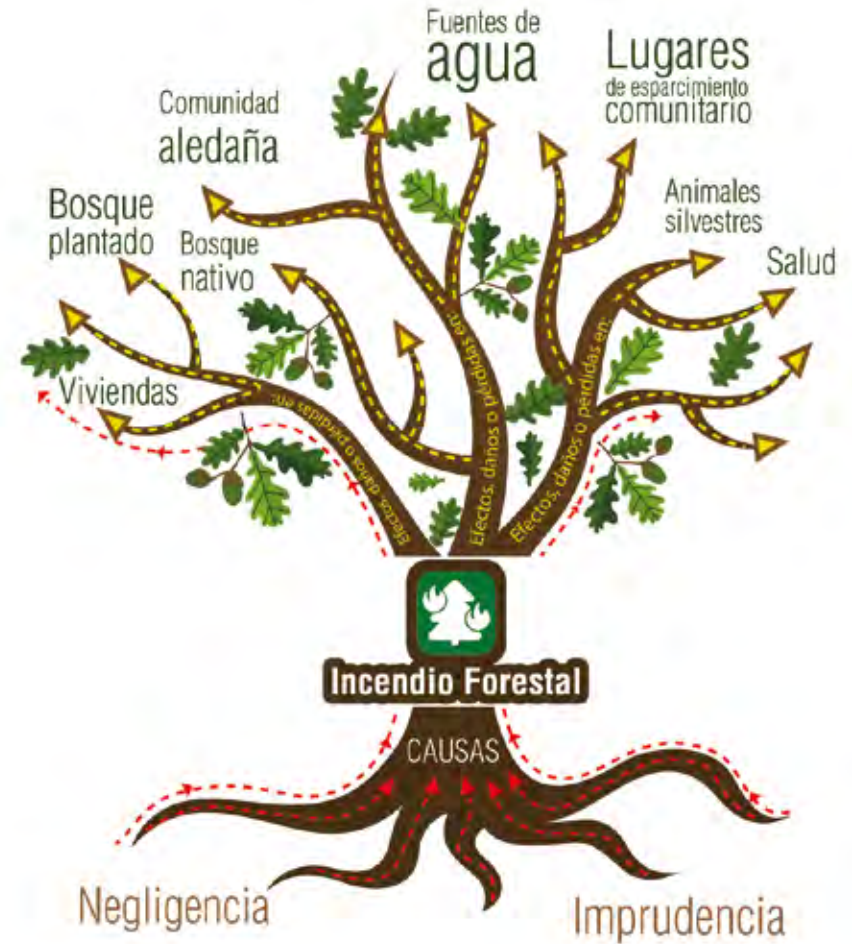 Fuentes de
agua
Lugares
de esparcimiento
comunitario
Comunidad
aledaña
Animales
silvestres
Bosque
plantado
Bosque
nativo
Salud
Viviendas
Efectos, daños o pérdidas en:
Efectos, daños o pérdidas en:
Efectos, daños o pérdidas en:
Incendio Forestal
CAUSAS
Negligencia
Imprudencia